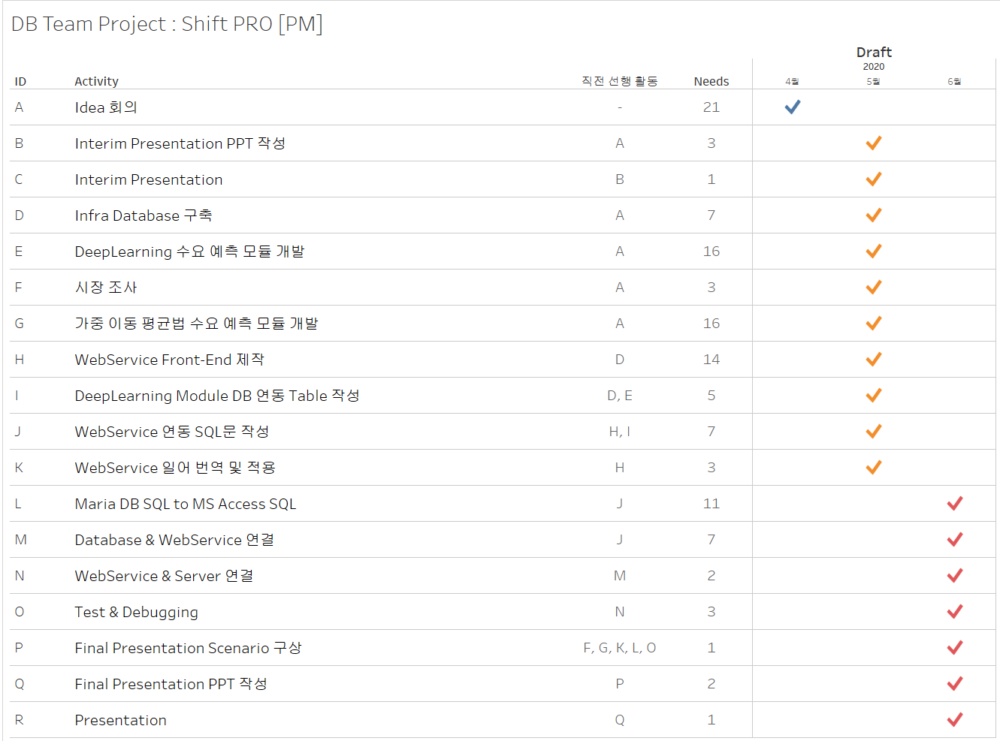 DB Team Project : Shift PRO [PM]
Draft
2020
ID Activity 직전 선행 활동 Needs 4월 5월 6월
A Idea 회의 - 21
B Interim Presentation PPT 작성 A 3
C Interim Presentation B 1
D Infra Database 구축 A 7
E DeepLearning 수요 예측 모듈 개발 A 16
F 시장 조사 A 3
G 가중 이동 평균법 수요 예측 모듈 개발 A 16
H WebService Front-End 제작 D 14
I DeepLearning Module DB 연동 Table 작성 D, E 5
J WebService 연동 SQL문 작성 H, I 7
K WebService 일어 번역 및 적용 H 3
L Maria DB SQL to MS Access SQL J 11
M Database & WebService 연결 J 7
N WebService & Server 연결 M 2
O Test & Debugging N 3
P Final Presentation Scenario 구상 F, G, K, L, O 1
Q Final Presentation PPT 작성 P 2
R Presentation Q 1